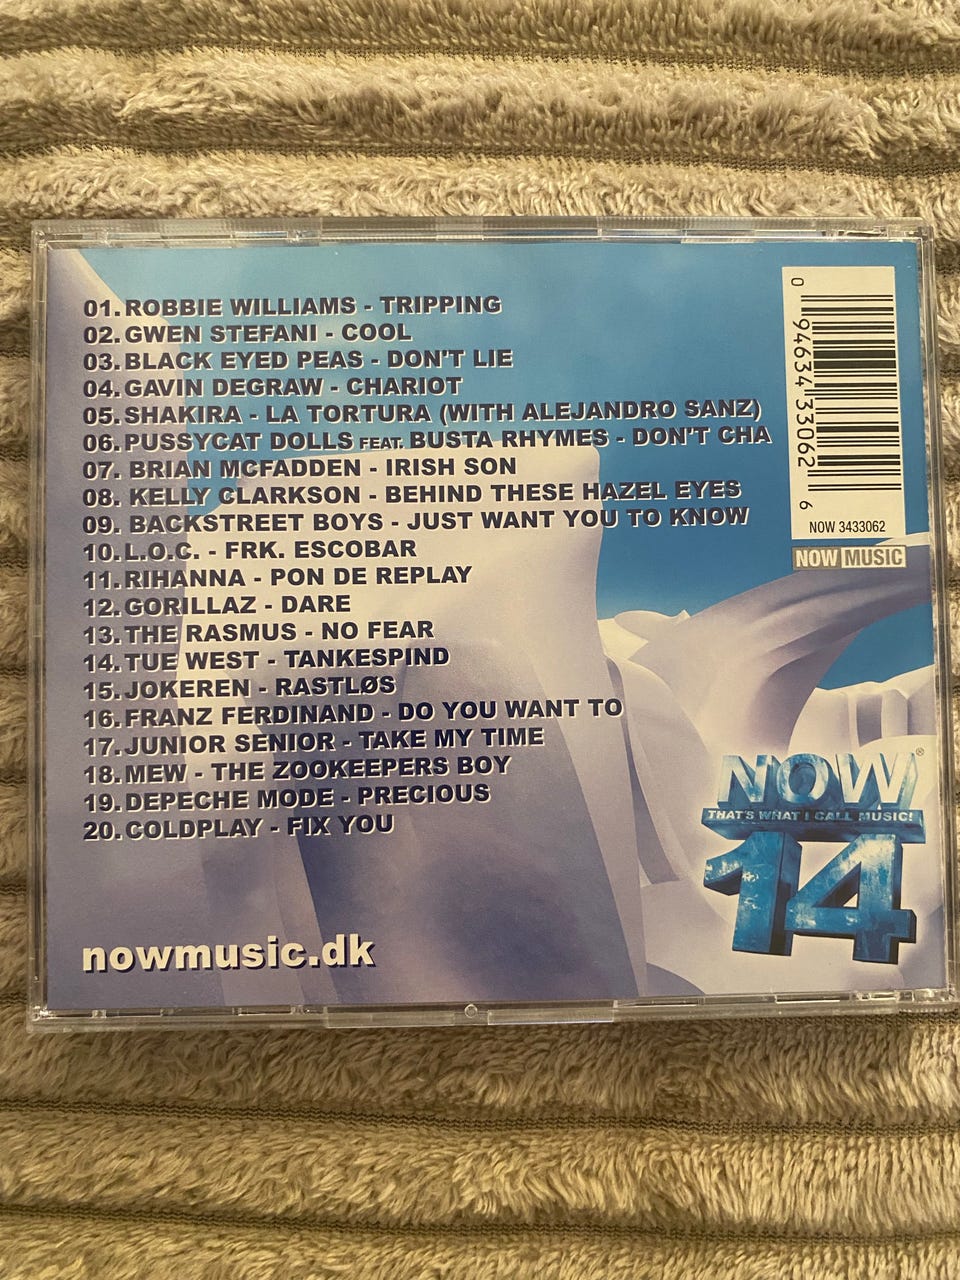 01. ROBBIE WILLIAMS - TRIPPING
02. GWEN STEFANI - COOL
03. BLACK EYED PEAS - DON'T LIE
04. GAVIN DEGRAW - CHARIOT
05. SHAKIRA - LA TORTURA (WITH ALEJANDRO SANZ)
06. PUSSYCAT DOLLS FEAT. BUSTA RHYMES - DON'T CHA
07. BRIAN MCFADDEN - IRISH SON
08. KELLY CLARKSON - BEHIND THESE HAZEL EYES
09. BACKSTREET BOYS - JUST WANT YOU TO KNOW
10. L.O.C. - FRK. ESCOBAR
11. RIHANNA - PON DE REPLAY
12. GORILLAZ - DARE
13. THE RASMUS - NO FEAR
14. TUE WEST - TANKESPIND
15. JOKEREN - RASTLØS
16. FRANZ FERDINAND - DO YOU WANT TO
17. JUNIOR SENIOR - TAKE MY TIME
18. MEW - THE ZOOKEEPERS BOY
19. DEPECHE MODE - PRECIOUS
20. COLDPLAY - FIX YOU
nowmusic.dk
0 94634 33062 6
NOW 3433062
NOW MUSIC
NOW®
THAT'S WHAT I CALL MUSIC!
14